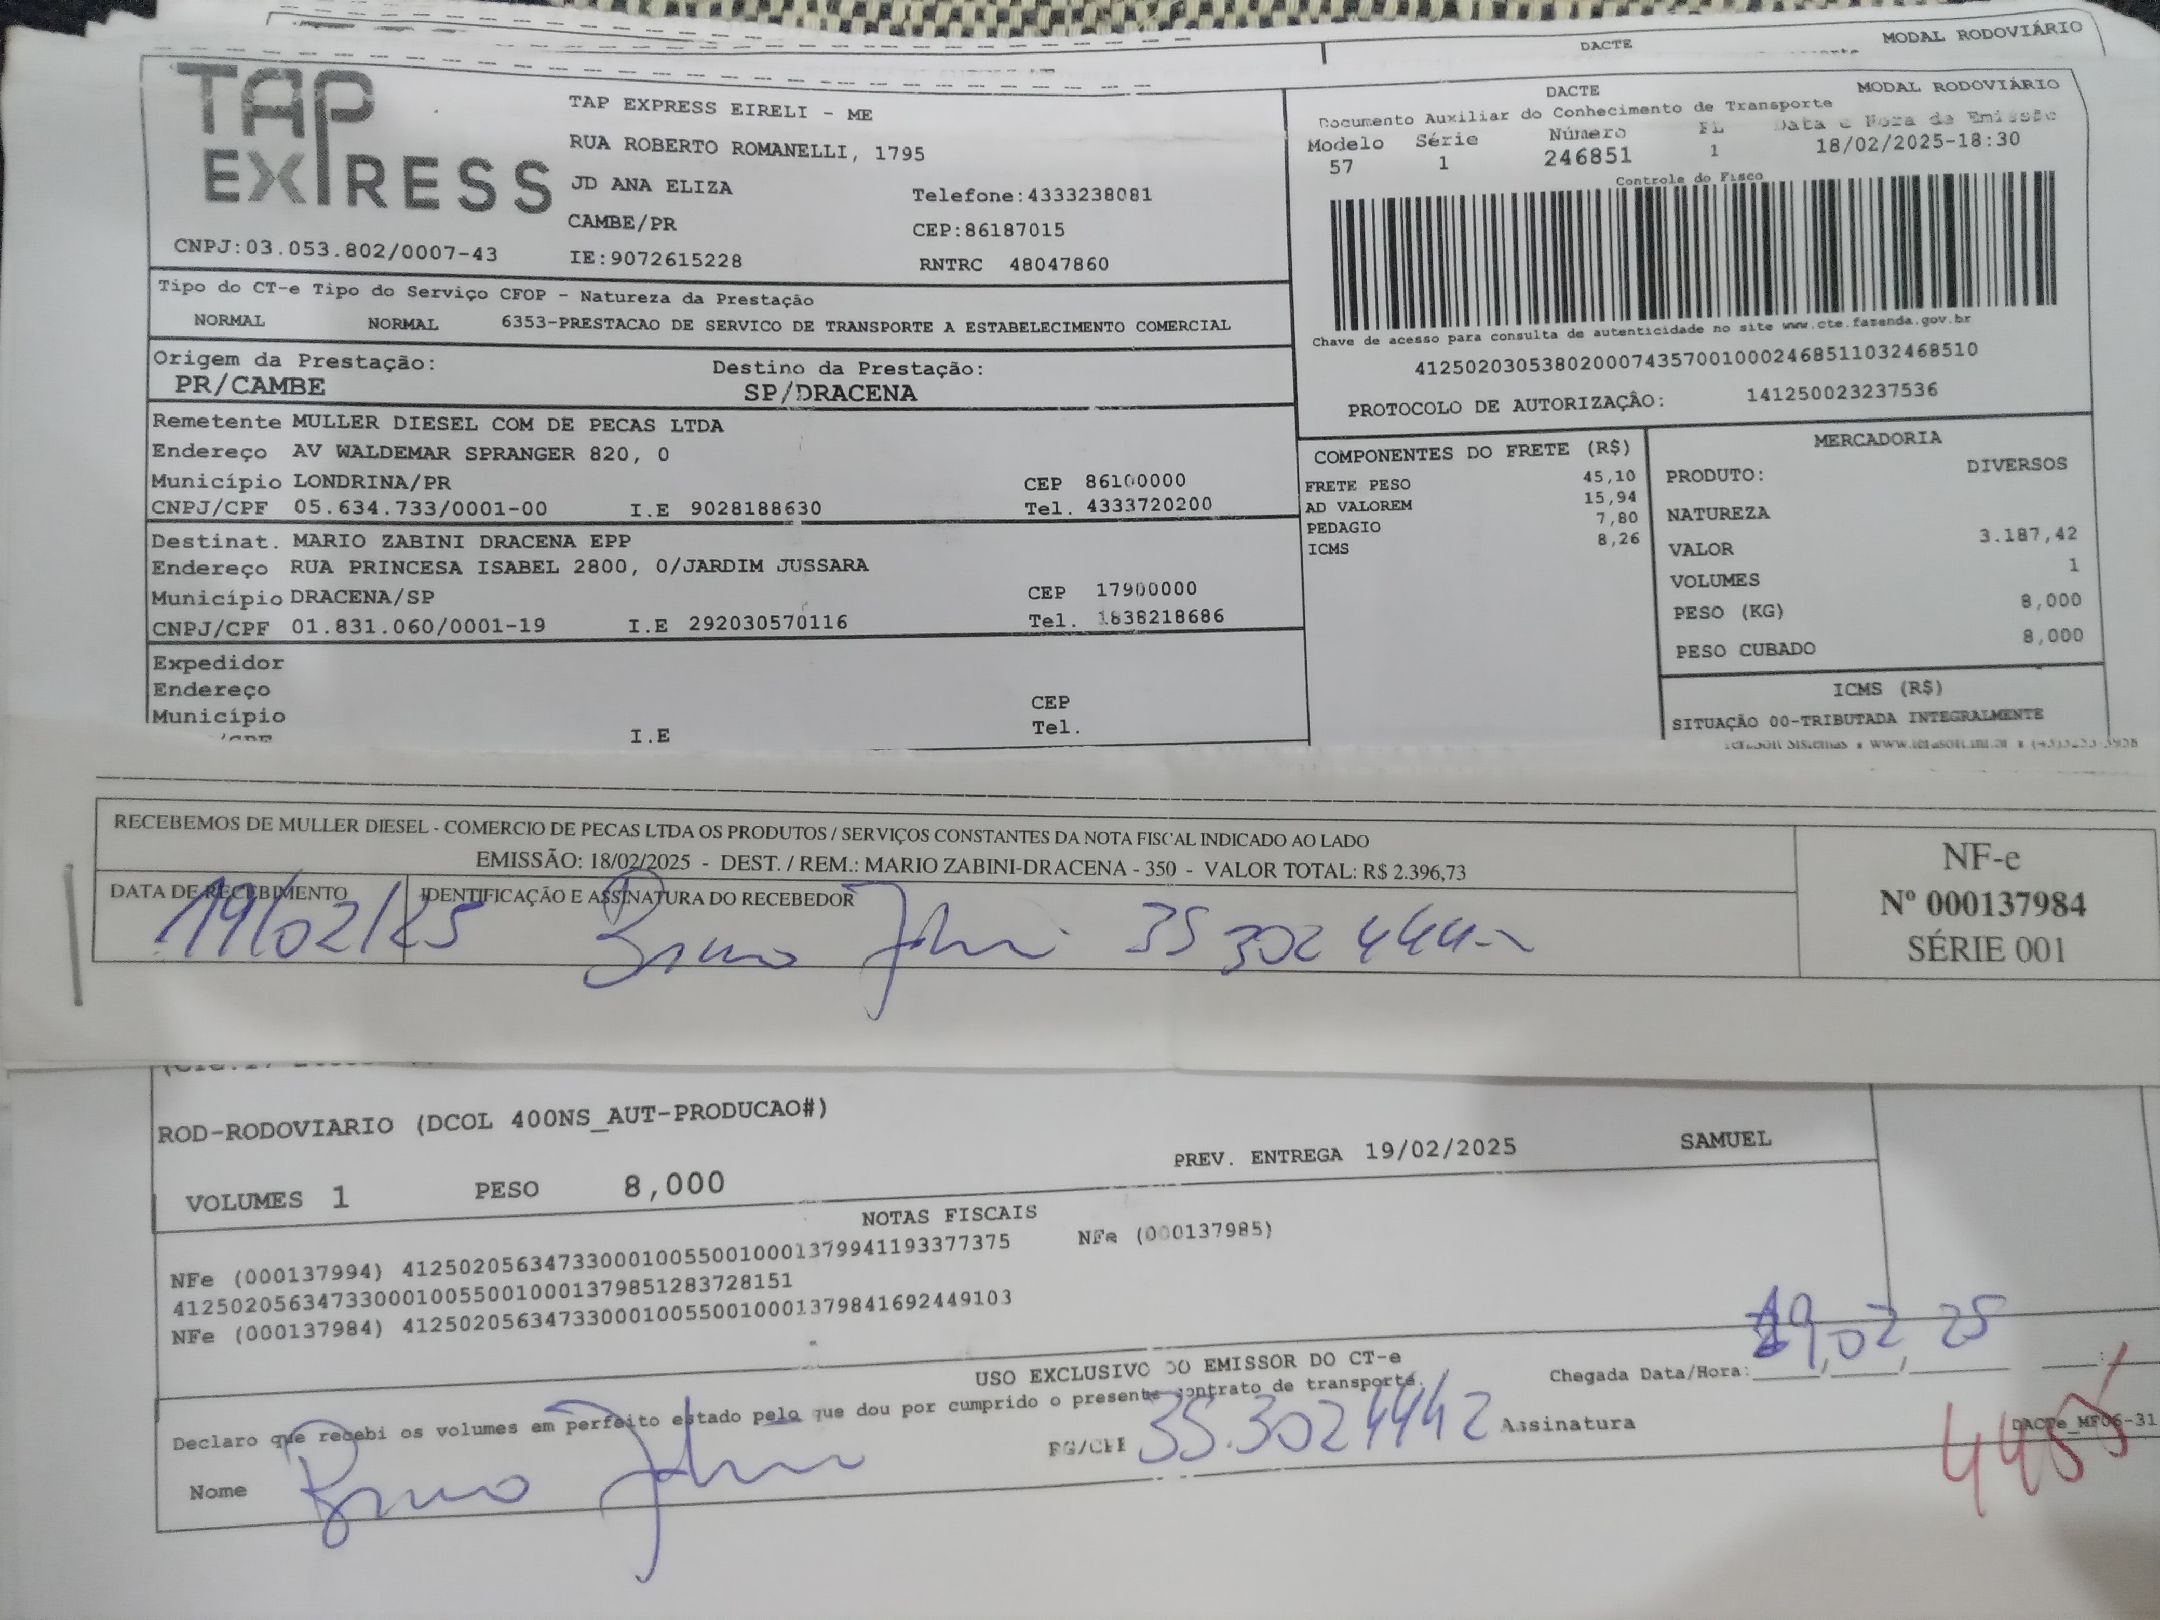 DACTE MODAL RODOVIÁRIO
TAP EXPRESS
TAP EXPRESS EIRELI - ME
RUA ROBERTO ROMANELLI, 1795
JD ANA ELIZA Telefone:4333238081
CAMBE/PR CEP:86187015
CNPJ:03.053.802/0007-43 IE:9072615228 RNTRC 48047860
DACTE MODAL RODOVIÁRIO
Documento Auxiliar do Conhecimento de Transporte
Modelo Série Número FL Data e Hora da Emissão
57 1 246851 1 18/02/2025-18:30
Controle do Fisco
Chave de acesso para consulta de autenticidade no site www.cte.fazenda.gov.br
41250203053802000743570010002468511032468510
PROTOCOLO DE AUTORIZAÇÃO: 141250023237536
Tipo do CT-e Tipo do Serviço CFOP - Natureza da Prestação
NORMAL NORMAL 6353-PRESTACAO DE SERVICO DE TRANSPORTE A ESTABELECIMENTO COMERCIAL
Origem da Prestação: Destino da Prestação:
PR/CAMBE SP/DRACENA
Remetente MULLER DIESEL COM DE PECAS LTDA
Endereço AV WALDEMAR SPRANGER 820, 0
Município LONDRINA/PR CEP 86100000
CNPJ/CPF 05.634.733/0001-00 I.E 9028188630 Tel. 4333720200
Destinat. MARIO ZABINI DRACENA EPP
Endereço RUA PRINCESA ISABEL 2800, 0/JARDIM JUSSARA
Município DRACENA/SP CEP 17900000
CNPJ/CPF 01.831.060/0001-19 I.E 292030570116 Tel. 1838218686
Expedidor
Endereço
Município CEP
I.E Tel.
COMPONENTES DO FRETE (R$)
FRETE PESO 45,10
AD VALOREM 15,94
PEDAGIO 7,80
ICMS 8,26
MERCADORIA
PRODUTO: DIVERSOS
NATUREZA
VALOR 3.187,42
VOLUMES 1
PESO (KG) 8,000
PESO CUBADO 8,000
ICMS (R$)
SITUAÇÃO 00-TRIBUTADA INTEGRALMENTE
RECEBEMOS DE MULLER DIESEL - COMERCIO DE PECAS LTDA OS PRODUTOS / SERVIÇOS CONSTANTES DA NOTA FISCAL INDICADO AO LADO
EMISSÃO: 18/02/2025 - DEST. / REM.: MARIO ZABINI-DRACENA - 350 - VALOR TOTAL: R$ 2.396,73
DATA DE RECEBIMENTO IDENTIFICAÇÃO E ASSINATURA DO RECEBEDOR
19/02/25 Bruno
NF-e
Nº 000137984
SÉRIE 001
ROD-RODOVIARIO (DCOL 400NS_AUT-PRODUCAO#)
PREV. ENTREGA 19/02/2025 SAMUEL
VOLUMES 1 PESO 8,000
NOTAS FISCAIS
NFe (000137994) 41250205634733000100550010001379941193377375 NFe (000137985)
41250205634733000100550010001379851283728151
NFe (000137984) 41250205634733000100550010001379841692449103
USO EXCLUSIVO DO EMISSOR DO CT-e
Declaro que recebi os volumes em perfeito estado pelo que dou por cumprido o presente contrato de transporte.
Chegada Data/Hora: 19/02/25
Nome Bruno RG/CPF 35.3024442 Assinatura
DACTe_MF06-31